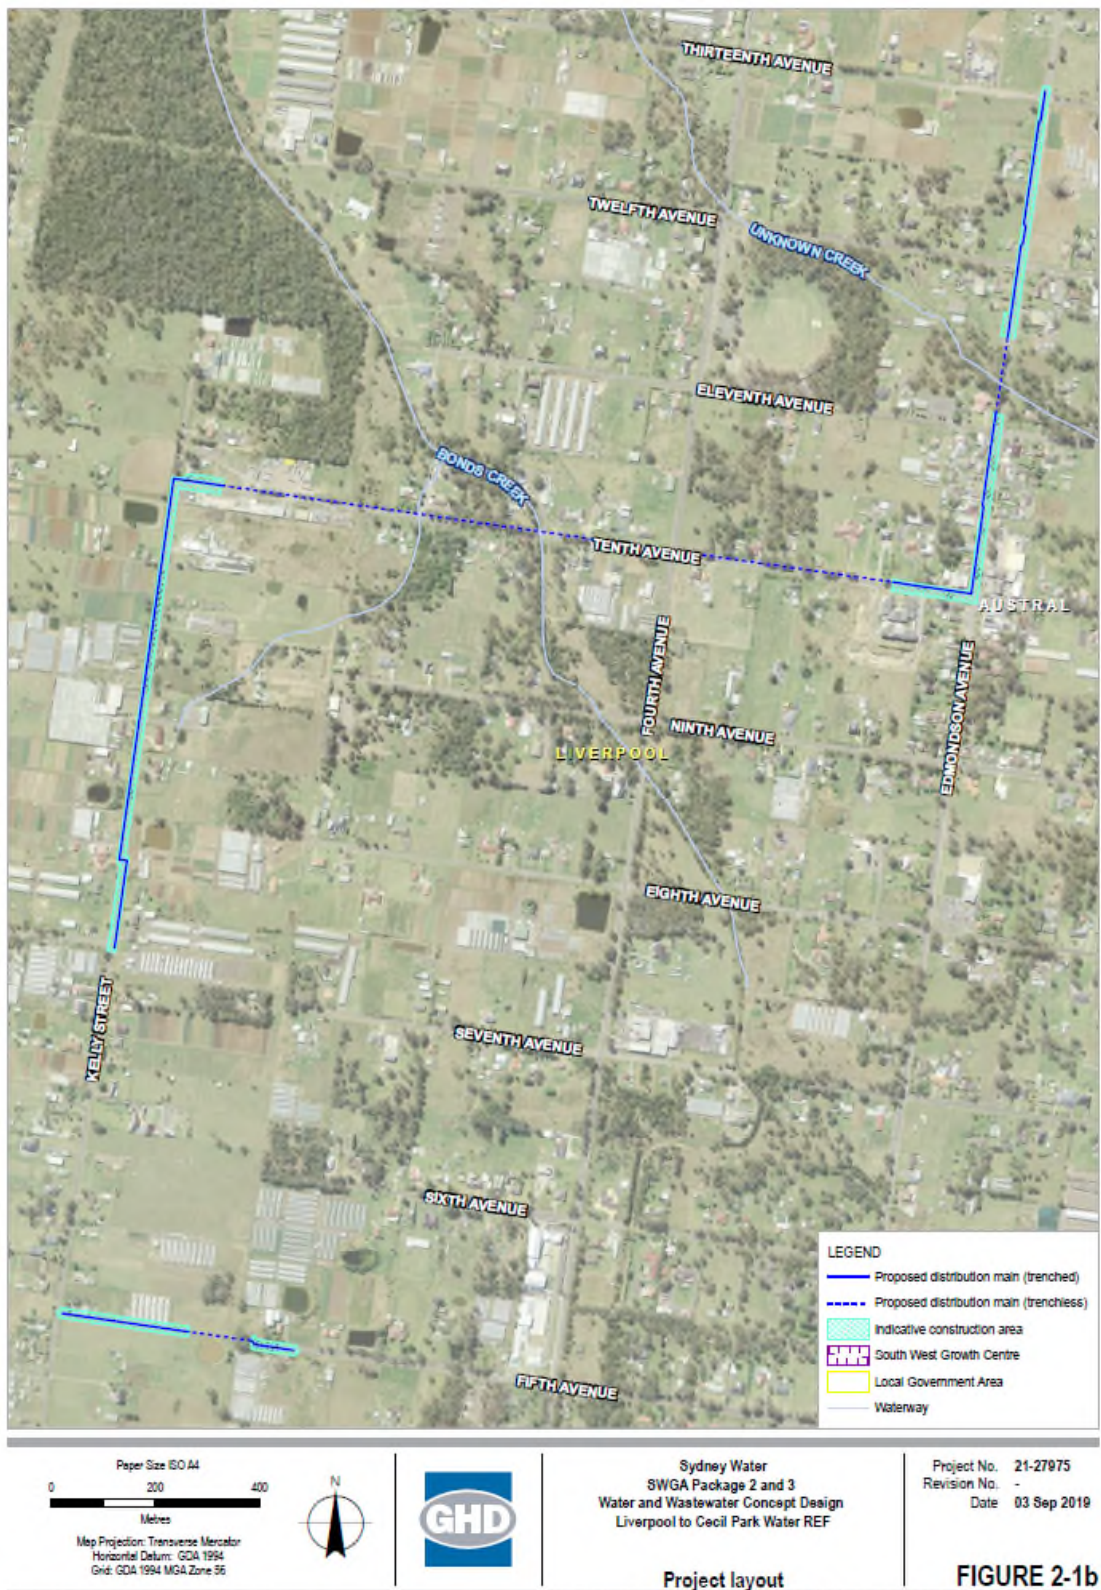 THIRTEENTH AVENUE
TWELFTH AVENUE
UNKNOWN CREEK
ELEVENTH AVENUE
BONDS CREEK
TENTH AVENUE
AUSTRAL
FOURTH AVENUE
EDMONDSON AVENUE
NINTH AVENUE
LIVERPOOL
EIGHTH AVENUE
KELLY STREET
SEVENTH AVENUE
SIXTH AVENUE
FIFTH AVENUE
LEGEND
Proposed distribution main (trenched)
Proposed distribution main (trenchless)
Indicative construction area
South West Growth Centre
Local Government Area
Waterway
Paper Size ISO A4
0 200 400
Metres
Map Projection: Transverse Mercator
Horizontal Datum: GDA 1994
Grid: GDA 1994 MGA Zone 56
N
GHD
Sydney Water
SWGA Package 2 and 3
Water and Wastewater Concept Design
Liverpool to Cecil Park Water REF
Project layout
Project No. 21-27975
Revision No. -
Date 03 Sep 2019
FIGURE 2-1b